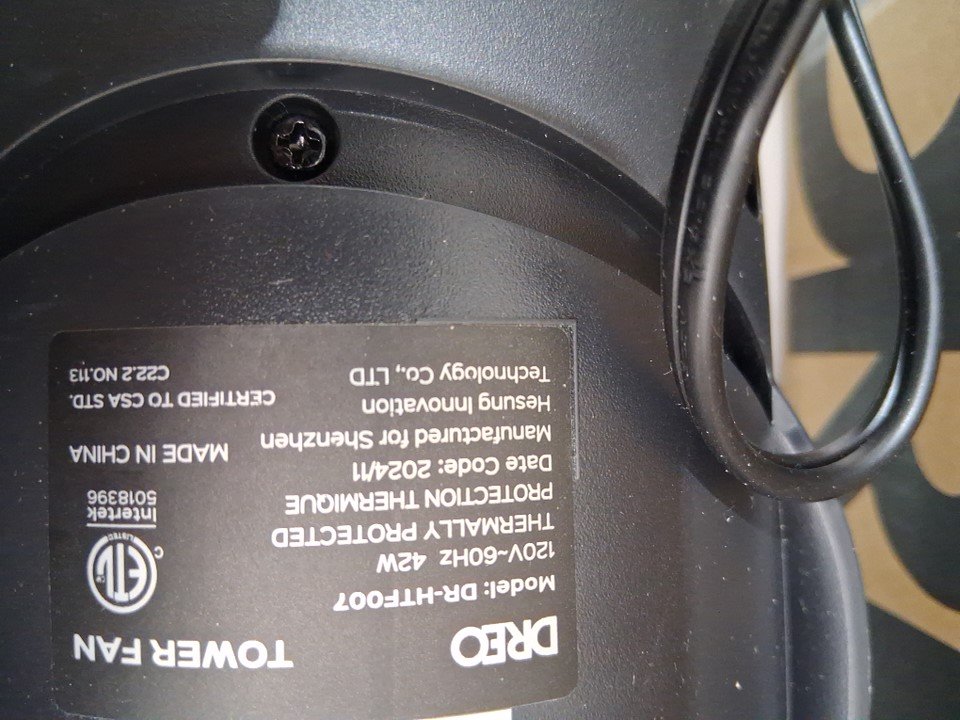 DREO
TOWER FAN
Model: DR-HTF007
120V~60Hz 42W
THERMALLY PROTECTED
PROTECTION THERMIQUE
Date Code: 2024/11
Manufactured for Shenzhen
Hesung Innovation
Technology Co., LTD
ETL
C
LISTED
Intertek
5018396
MADE IN CHINA
CERTIFIED TO CSA STD.
C22.2 NO.113